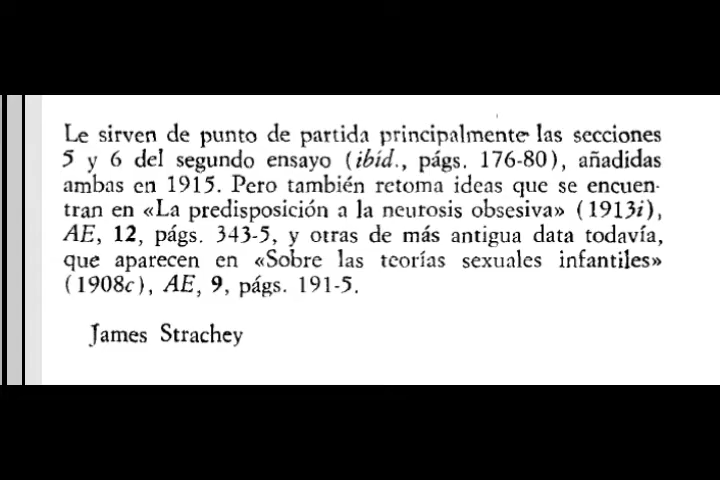 Le sirven de punto de partida principalmente las secciones
5 y 6 del segundo ensayo (ibid., págs. 176-80), añadidas
ambas en 1915. Pero también retoma ideas que se encuen-
tran en «La predisposición a la neurosis obsesiva» (1913i),
AE, 12, págs. 343-5, y otras de más antigua data todavía,
que aparecen en «Sobre las teorías sexuales infantiles»
(1908c), AE, 9, págs. 191-5.
James Strachey